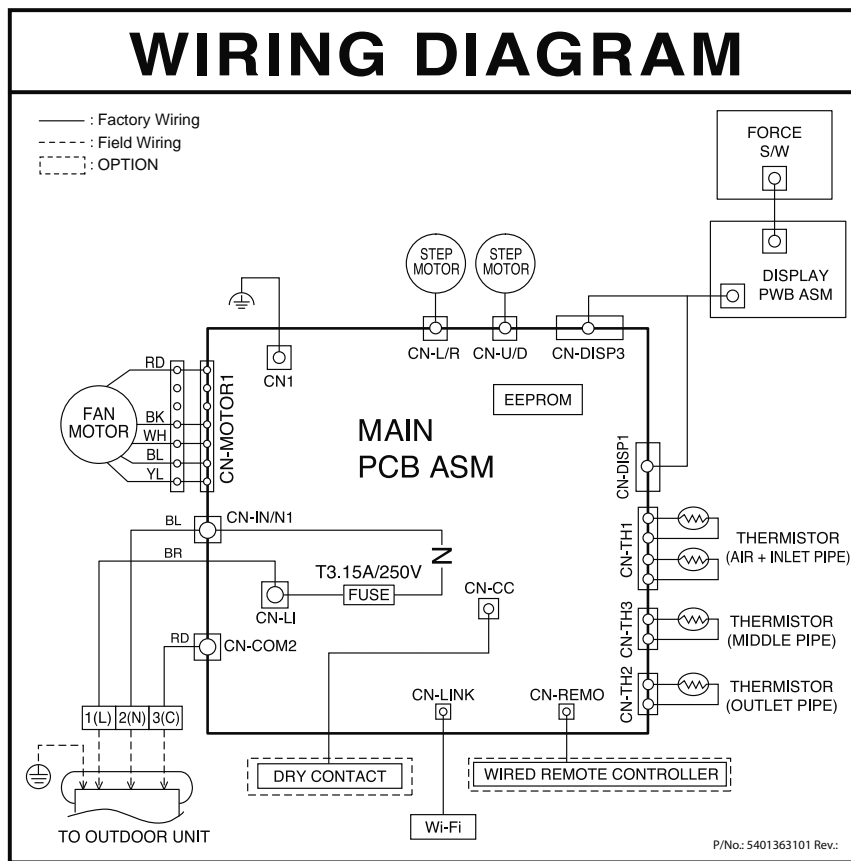 WIRING DIAGRAM
: Factory Wiring
: Field Wiring
: OPTION
FORCE
S/W
DISPLAY
PWB ASM
STEP
MOTOR
STEP
MOTOR
CN1
CN-L/R
CN-U/D
CN-DISP3
EEPROM
MAIN
PCB ASM
FAN
MOTOR
RD
BK
WH
BL
YL
CN-MOTOR1
CN-DISP1
BL
CN-IN/N1
BR
T3.15A/250V
FUSE
CN-LI
N
CN-CC
RD
CN-COM2
CN-TH1
THERMISTOR
(AIR + INLET PIPE)
CN-TH3
THERMISTOR
(MIDDLE PIPE)
CN-TH2
THERMISTOR
(OUTLET PIPE)
CN-LINK
CN-REMO
1(L) 2(N) 3(C)
DRY CONTACT
WIRED REMOTE CONTROLLER
Wi-Fi
TO OUTDOOR UNIT
P/No.: 5401363101 Rev.: